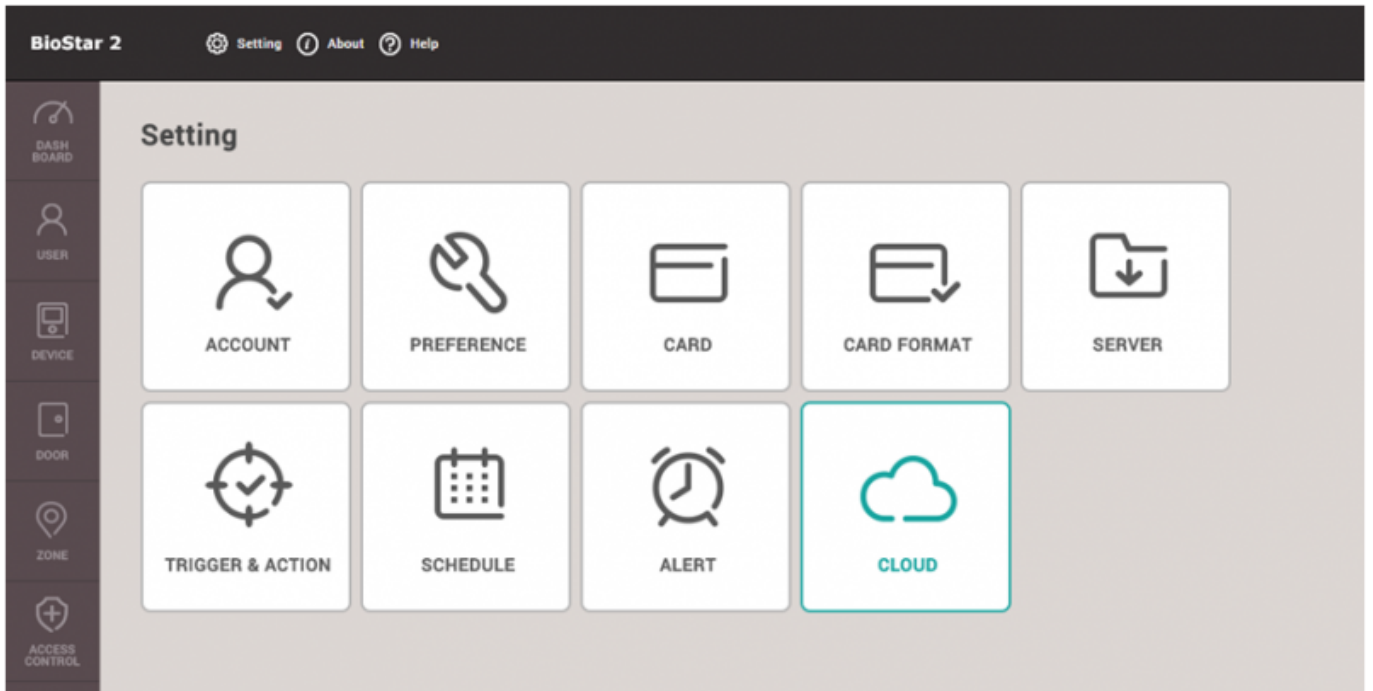 BioStar 2
Setting
About
Help
DASH
BOARD
USER
DEVICE
DOOR
ZONE
ACCESS
CONTROL
Setting
ACCOUNT
PREFERENCE
CARD
CARD FORMAT
SERVER
TRIGGER & ACTION
SCHEDULE
ALERT
CLOUD